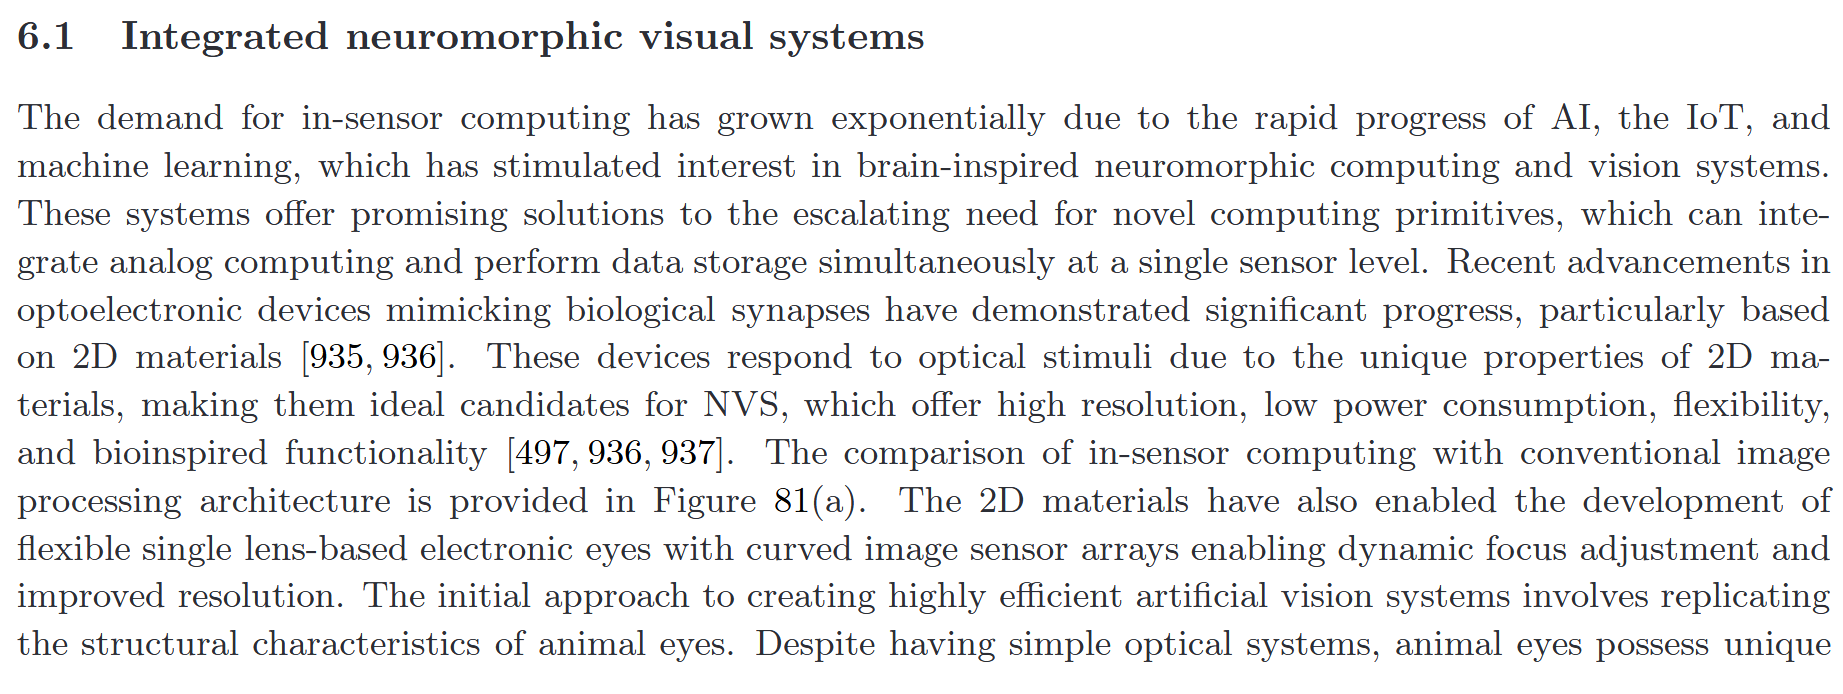 6.1 Integrated neuromorphic visual systems
The demand for in-sensor computing has grown exponentially due to the rapid progress of AI, the IoT, and
machine learning, which has stimulated interest in brain-inspired neuromorphic computing and vision systems.
These systems offer promising solutions to the escalating need for novel computing primitives, which can inte-
grate analog computing and perform data storage simultaneously at a single sensor level. Recent advancements in
optoelectronic devices mimicking biological synapses have demonstrated significant progress, particularly based
on 2D materials [935, 936]. These devices respond to optical stimuli due to the unique properties of 2D ma-
terials, making them ideal candidates for NVS, which offer high resolution, low power consumption, flexibility,
and bioinspired functionality [497, 936, 937]. The comparison of in-sensor computing with conventional image
processing architecture is provided in Figure 81(a). The 2D materials have also enabled the development of
flexible single lens-based electronic eyes with curved image sensor arrays enabling dynamic focus adjustment and
improved resolution. The initial approach to creating highly efficient artificial vision systems involves replicating
the structural characteristics of animal eyes. Despite having simple optical systems, animal eyes possess unique